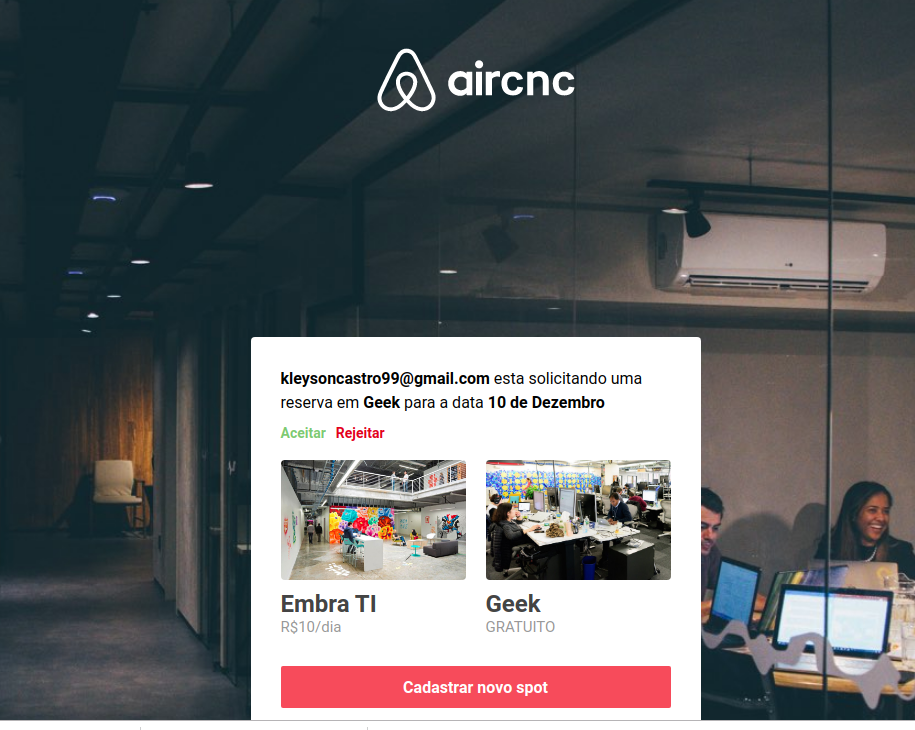 aircnc
kleysoncastro99@gmail.com esta solicitando uma
reserva em Geek para a data 10 de Dezembro
Aceitar Rejeitar
Embra TI
R$10/dia
Geek
GRATUITO
Cadastrar novo spot